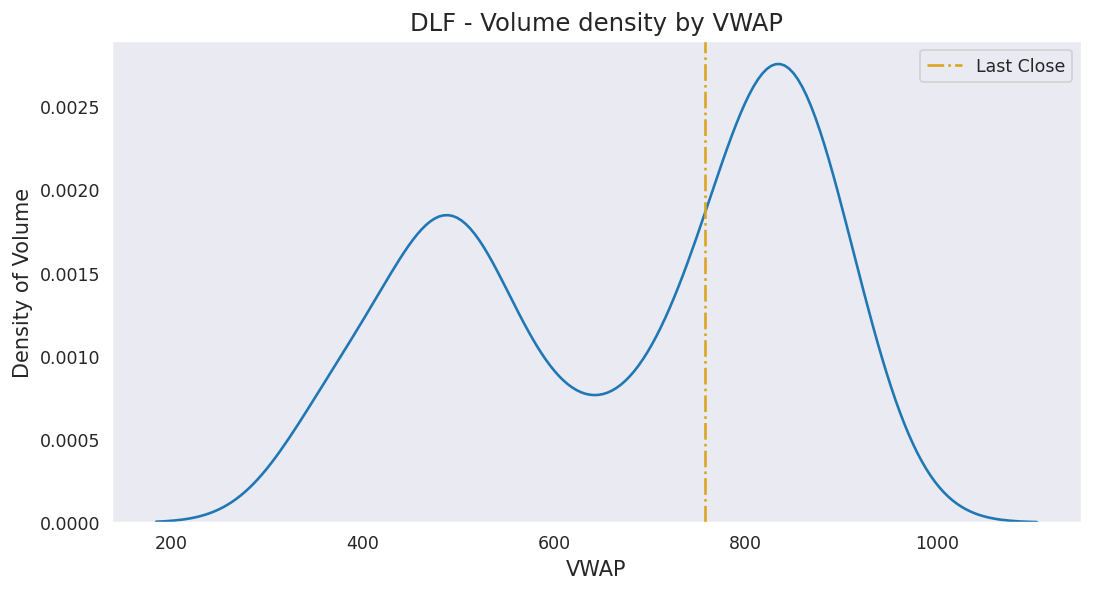 DLF - Volume density by VWAP
Last Close
Density of Volume
0.0025
0.0020
0.0015
0.0010
0.0005
0.0000
200 400 600 800 1000
VWAP